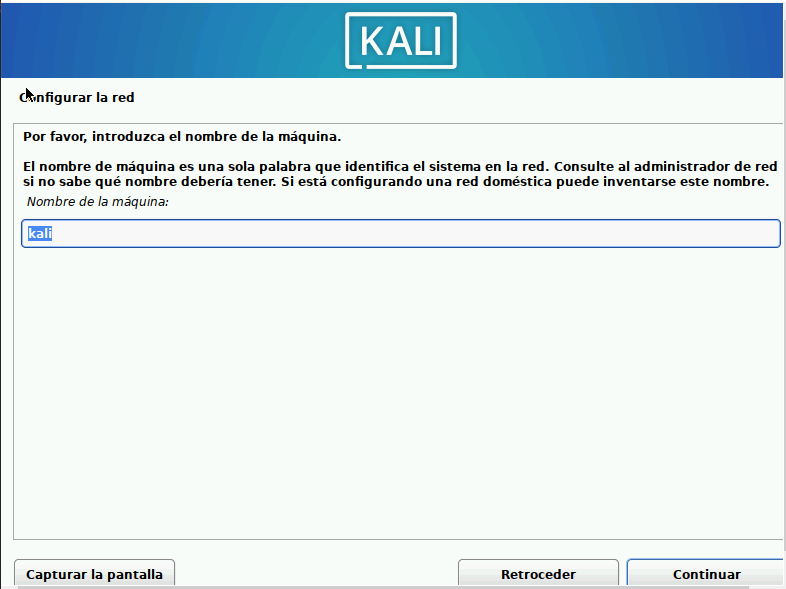 KALI
Configurar la red
Por favor, introduzca el nombre de la máquina.
El nombre de máquina es una sola palabra que identifica el sistema en la red. Consulte al administrador de red
si no sabe qué nombre debería tener. Si está configurando una red doméstica puede inventarse este nombre.
Nombre de la máquina:
kali
Capturar la pantalla
Retroceder
Continuar